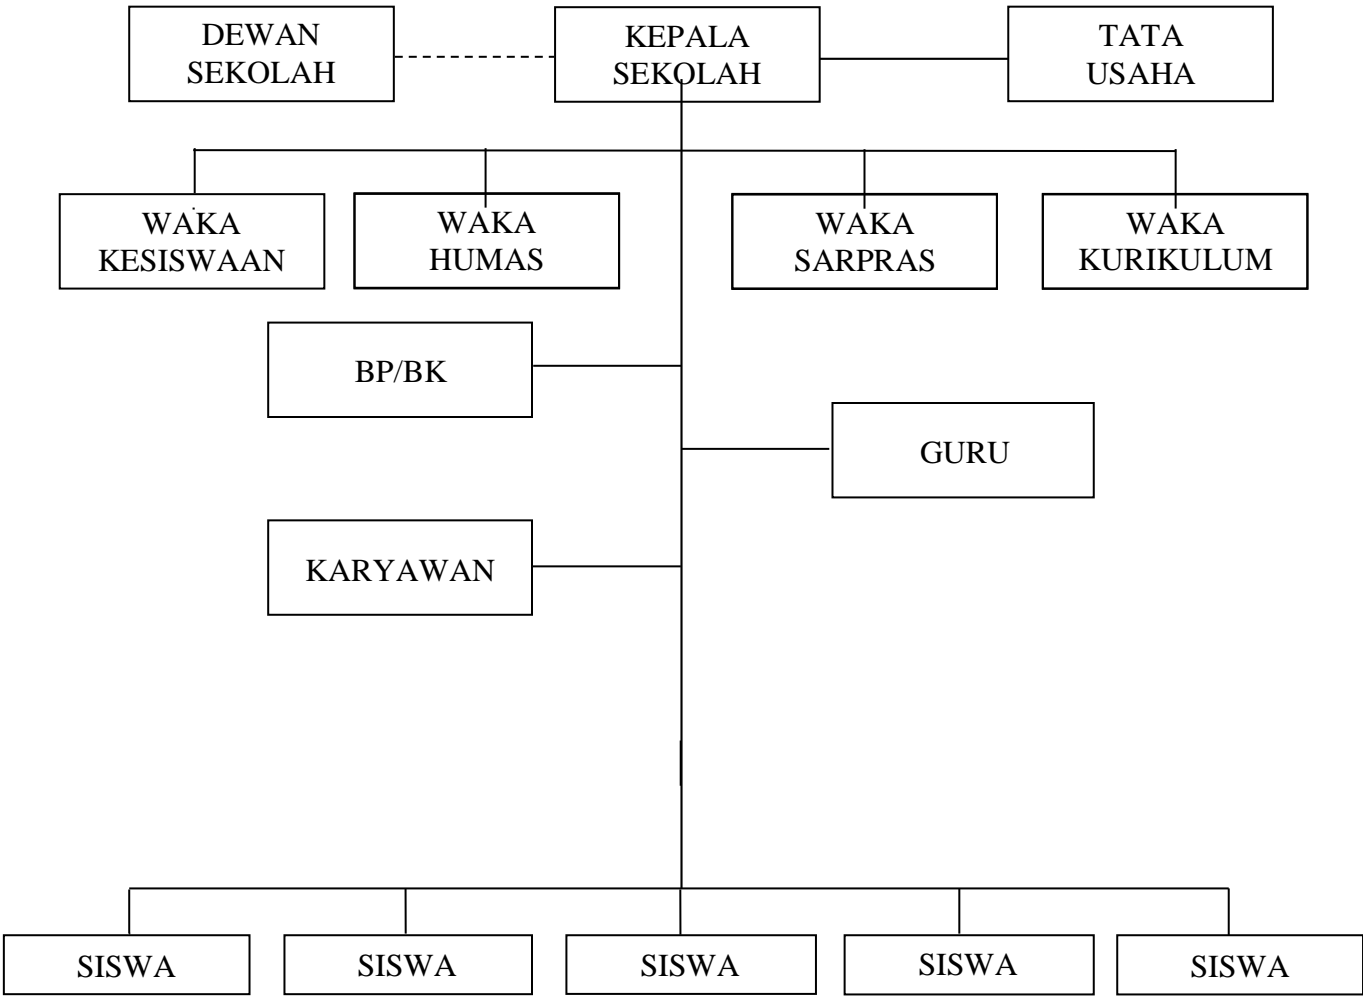 DEWAN
SEKOLAH
KEPALA
SEKOLAH
TATA
USAHA
WAKA
KESISWAAN
WAKA
HUMAS
WAKA
SARPRAS
WAKA
KURIKULUM
BP/BK
GURU
KARYAWAN
SISWA
SISWA
SISWA
SISWA
SISWA